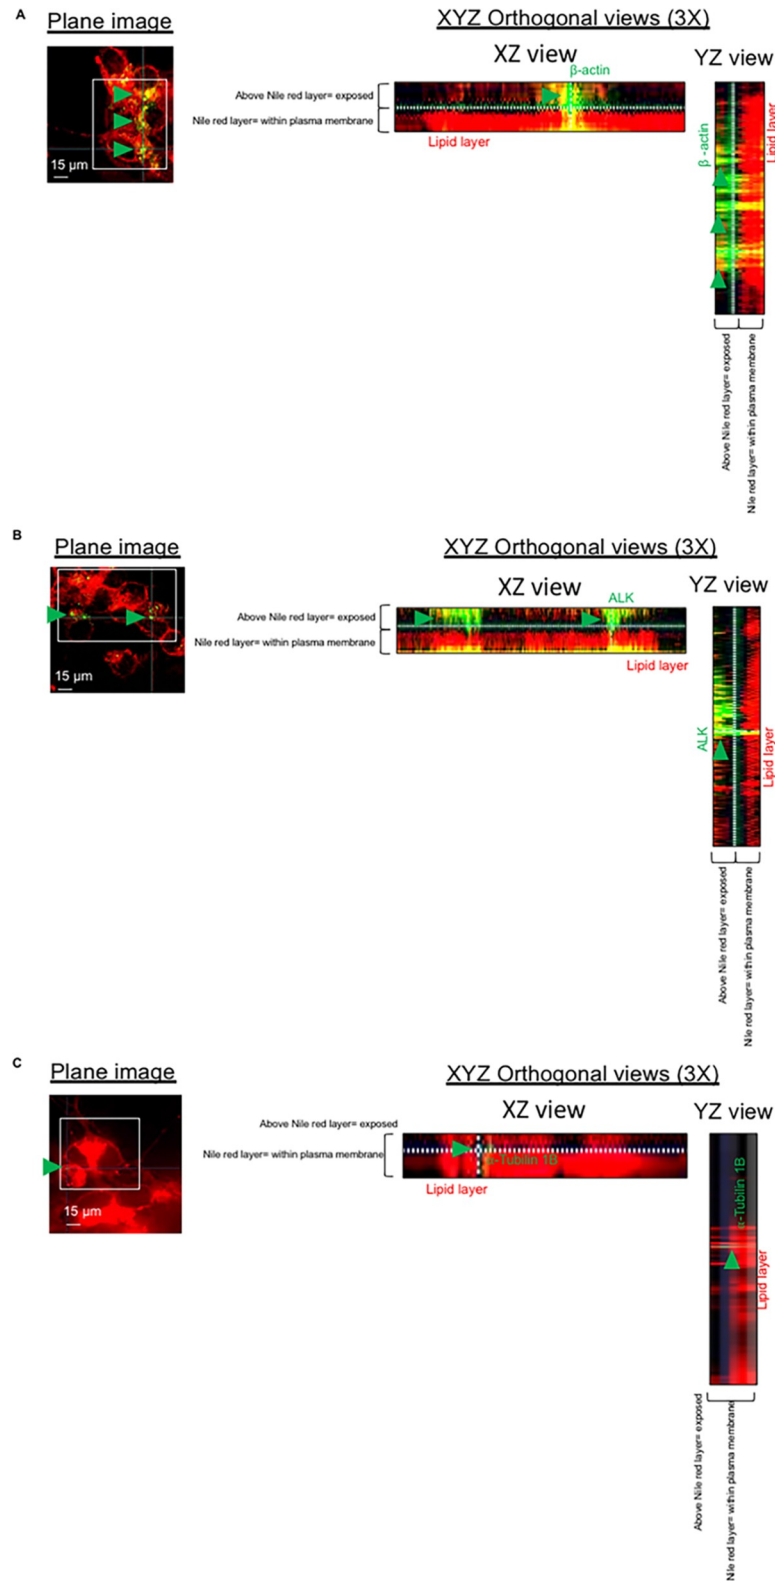 A
Plane image
XYZ Orthogonal views (3X)
XZ view
YZ view
β-actin
Above Nile red layer= exposed
Nile red layer= within plasma membrane
Lipid layer
15 µm
β -actin
Lipid layer
Above Nile red layer= exposed
Nile red layer= within plasma membrane
B
Plane image
XYZ Orthogonal views (3X)
XZ view
YZ view
ALK
Above Nile red layer= exposed
Nile red layer= within plasma membrane
Lipid layer
15 µm
ALK
Lipid layer
Above Nile red layer= exposed
Nile red layer= within plasma membrane
C
Plane image
XYZ Orthogonal views (3X)
XZ view
YZ view
Above Nile red layer= exposed
Nile red layer= within plasma membrane
α-Tubilin 1B
Lipid layer
15 µm
α-Tubilin 1B
Lipid layer
Above Nile red layer= exposed
Nile red layer= within plasma membrane